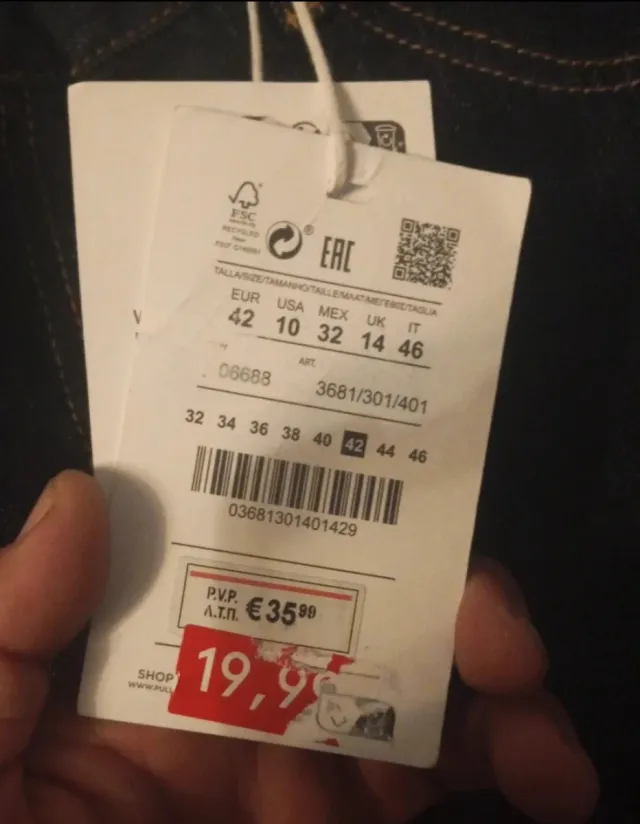 FSC
RECYCLED
® EAC
TALLA/SIZE/TAMANHO/TAILLE/MAAT/ΜΕΓΕΘΟΣ/TAGLIA
EUR USA MEX UK IT
42 10 32 14 46
ART.
06688 3681/301/401
32 34 36 38 40 42 44 46
03681301401429
P.V.P.
Λ.Τ.Π. €35,99
19,9
SHOP
WWW.PULL